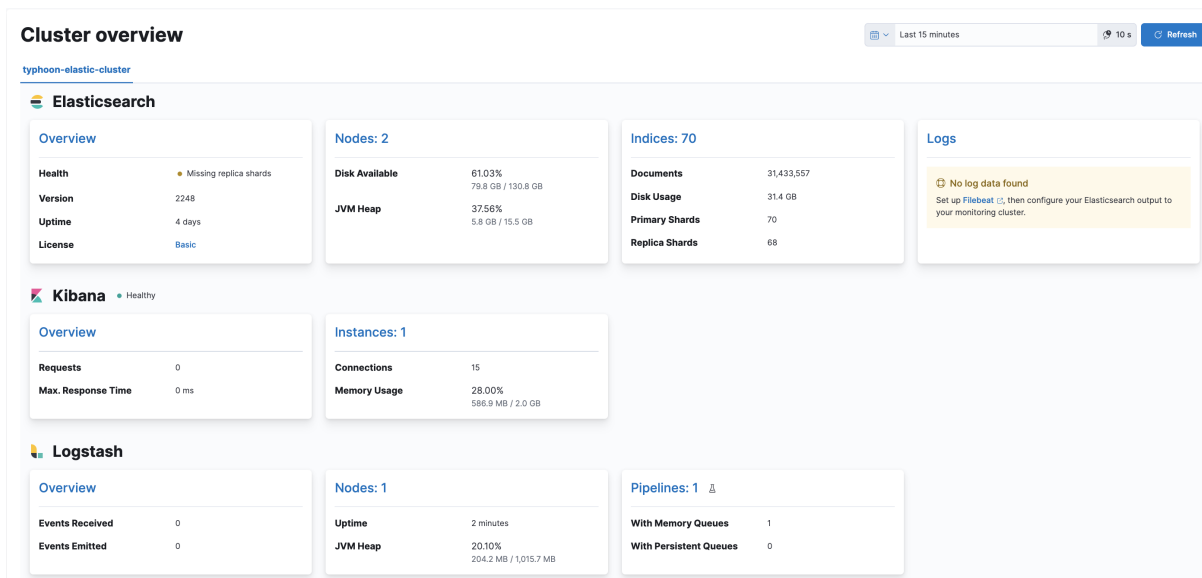 Cluster overview
Last 15 minutes
10 s
Refresh
typhoon-elastic-cluster
Elasticsearch
Overview
Health Missing replica shards
Version 2248
Uptime 4 days
License Basic
Nodes: 2
Disk Available 61.03%
79.8 GB / 130.8 GB
JVM Heap 37.56%
5.8 GB / 15.5 GB
Indices: 70
Documents 31,433,557
Disk Usage 31.4 GB
Primary Shards 70
Replica Shards 68
Logs
No log data found
Set up Filebeat , then configure your Elasticsearch output to
your monitoring cluster.
Kibana Healthy
Overview
Requests 0
Max. Response Time 0 ms
Instances: 1
Connections 15
Memory Usage 28.00%
586.9 MB / 2.0 GB
Logstash
Overview
Events Received 0
Events Emitted 0
Nodes: 1
Uptime 2 minutes
JVM Heap 20.10%
204.2 MB / 1,015.7 MB
Pipelines: 1
With Memory Queues 1
With Persistent Queues 0